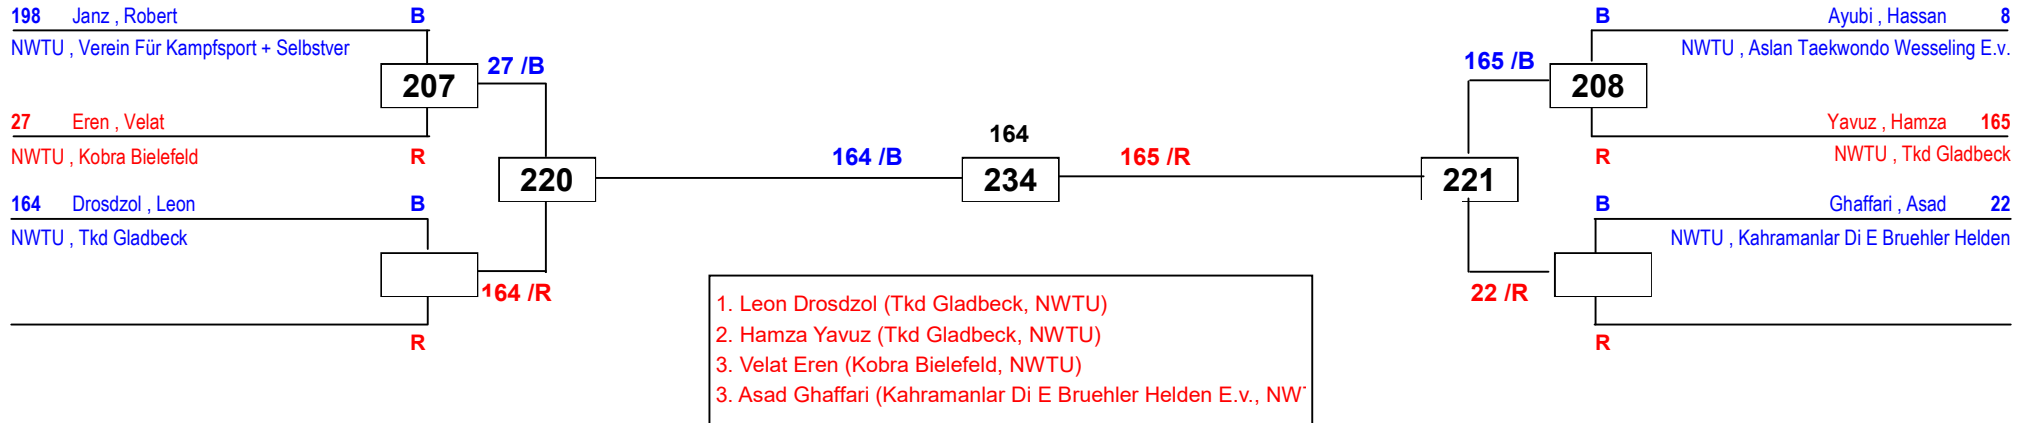 198 Janz , Robert B
NWTU , Verein Für Kampfsport + Selbstver
207
27 /B
27 Eren , Velat
NWTU , Kobra Bielefeld R
220
164 Drosdzol , Leon B
NWTU , Tkd Gladbeck
164 /R
R
164 /B
164
234
165 /R
B Ayubi , Hassan 8
NWTU , Aslan Taekwondo Wesseling E.v.
165 /B
208
Yavuz , Hamza 165
R NWTU , Tkd Gladbeck
221
B Ghaffari , Asad 22
NWTU , Kahramanlar Di E Bruehler Helden
22 /R
R
1. Leon Drosdzol (Tkd Gladbeck, NWTU)
2. Hamza Yavuz (Tkd Gladbeck, NWTU)
3. Velat Eren (Kobra Bielefeld, NWTU)
3. Asad Ghaffari (Kahramanlar Di E Bruehler Helden E.v., NW